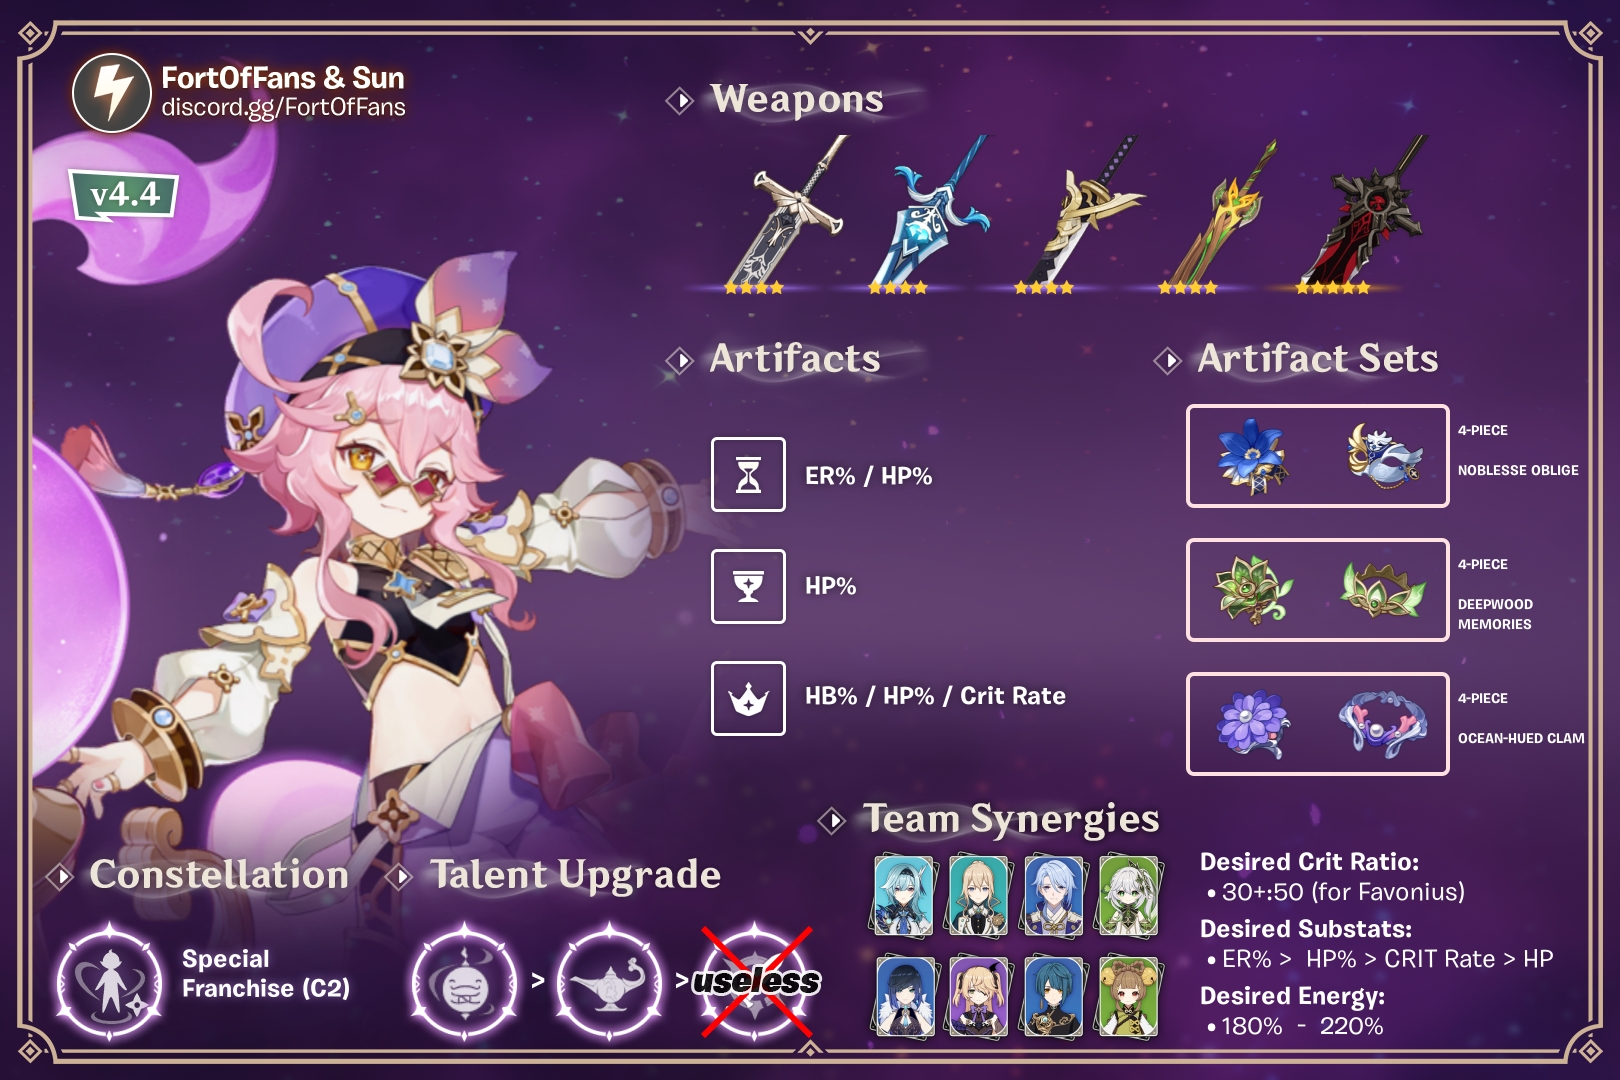 FortOfFans & Sun
discord.gg/FortOfFans
v4.4
Weapons
Artifacts
ER% / HP%
HP%
HB% / HP% / Crit Rate
Artifact Sets
4-PIECE
NOBLESSE OBLIGE
4-PIECE
DEEPWOOD
MEMORIES
4-PIECE
OCEAN-HUED CLAM
Constellation
Special
Franchise (C2)
Talent Upgrade
> > useless
Team Synergies
Desired Crit Ratio:
• 30+:50 (for Favonius)
Desired Substats:
• ER% > HP% > CRIT Rate > HP
Desired Energy:
• 180% - 220%